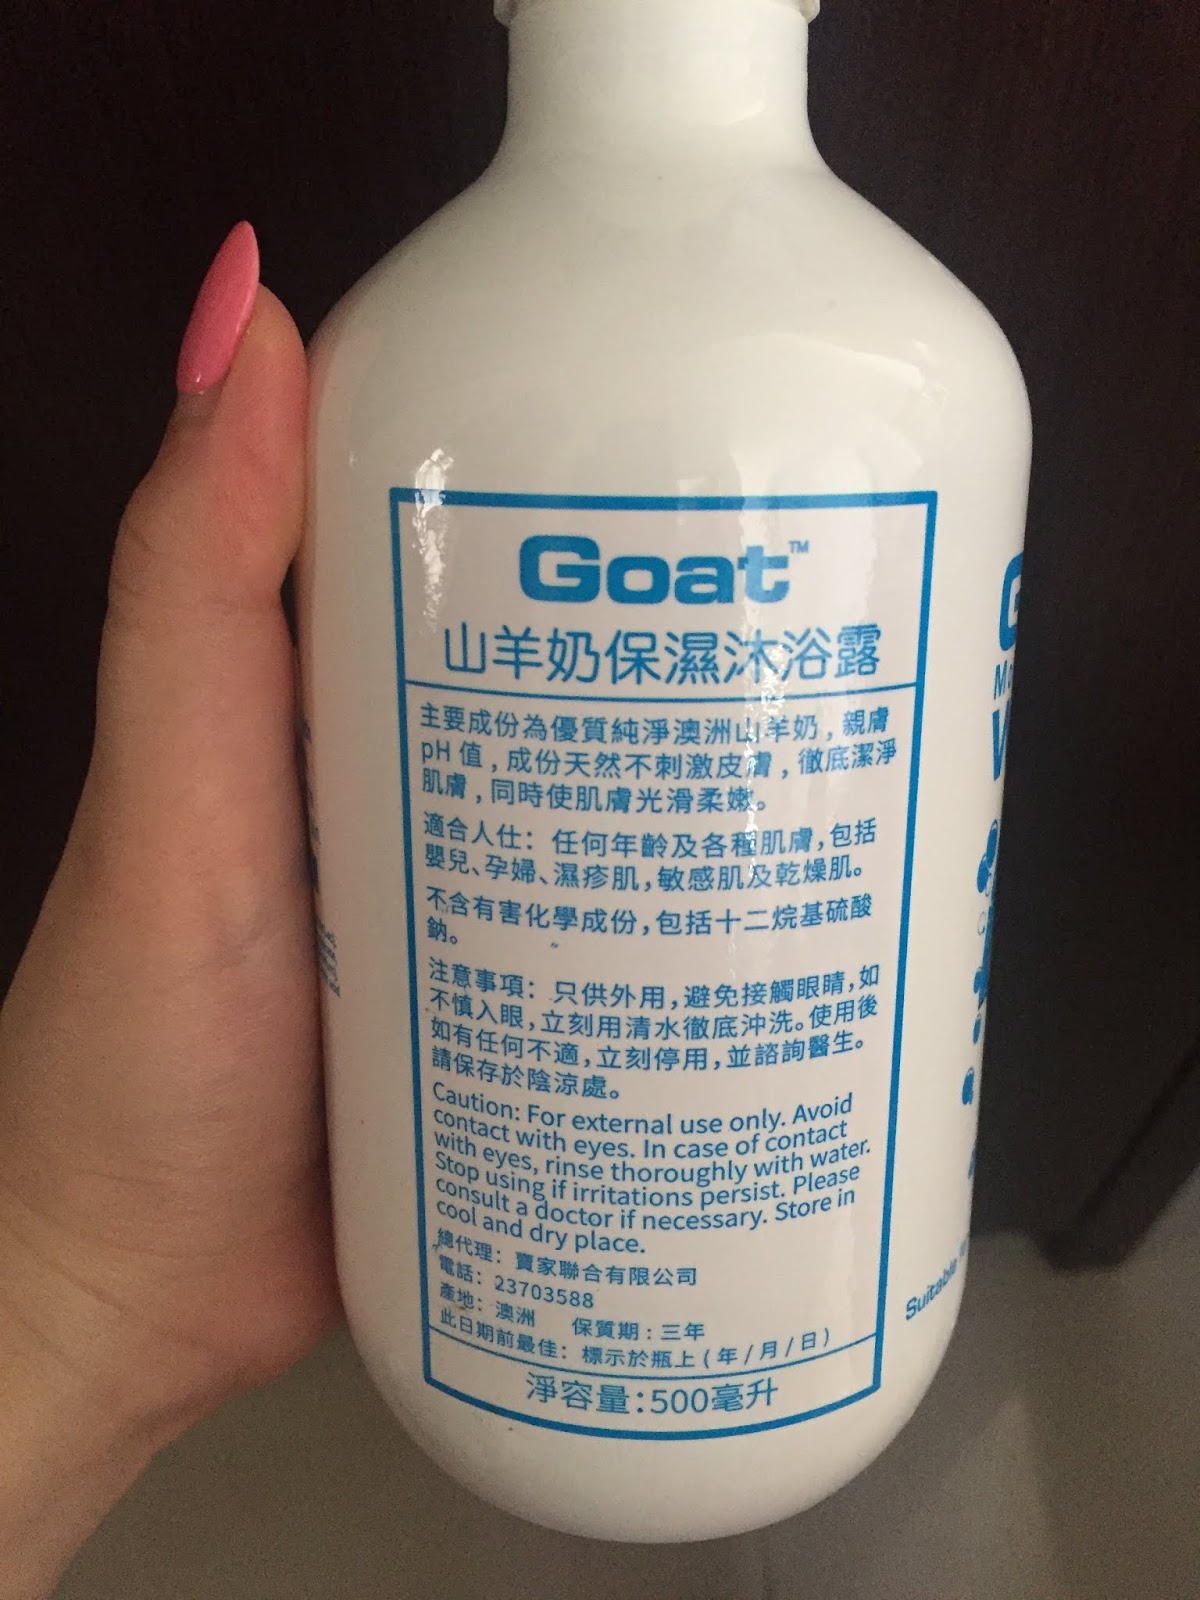 Goat™
山羊奶保濕沐浴露
主要成份為優質純淨澳洲山羊奶，親膚
pH 值，成份天然不刺激皮膚，徹底潔淨
肌膚，同時使肌膚光滑柔嫩。
適合人仕：任何年齡及各種肌膚，包括
嬰兒、孕婦、濕疹肌，敏感肌及乾燥肌。
不含有害化學成份，包括十二烷基硫酸
鈉。
注意事項：只供外用，避免接觸眼睛，如
不慎入眼，立刻用清水徹底沖洗。使用後
如有任何不適，立刻停用，並諮詢醫生。
請保存於陰涼處。
Caution: For external use only. Avoid
contact with eyes. In case of contact
with eyes, rinse thoroughly with water.
Stop using if irritations persist. Please
consult a doctor if necessary. Store in
cool and dry place.
總代理：賣家聯合有限公司
電話：23703588
產地：澳洲 保質期：三年
此日期前最佳：標示於瓶上(年/月/日)
淨容量：500毫升
Suitable